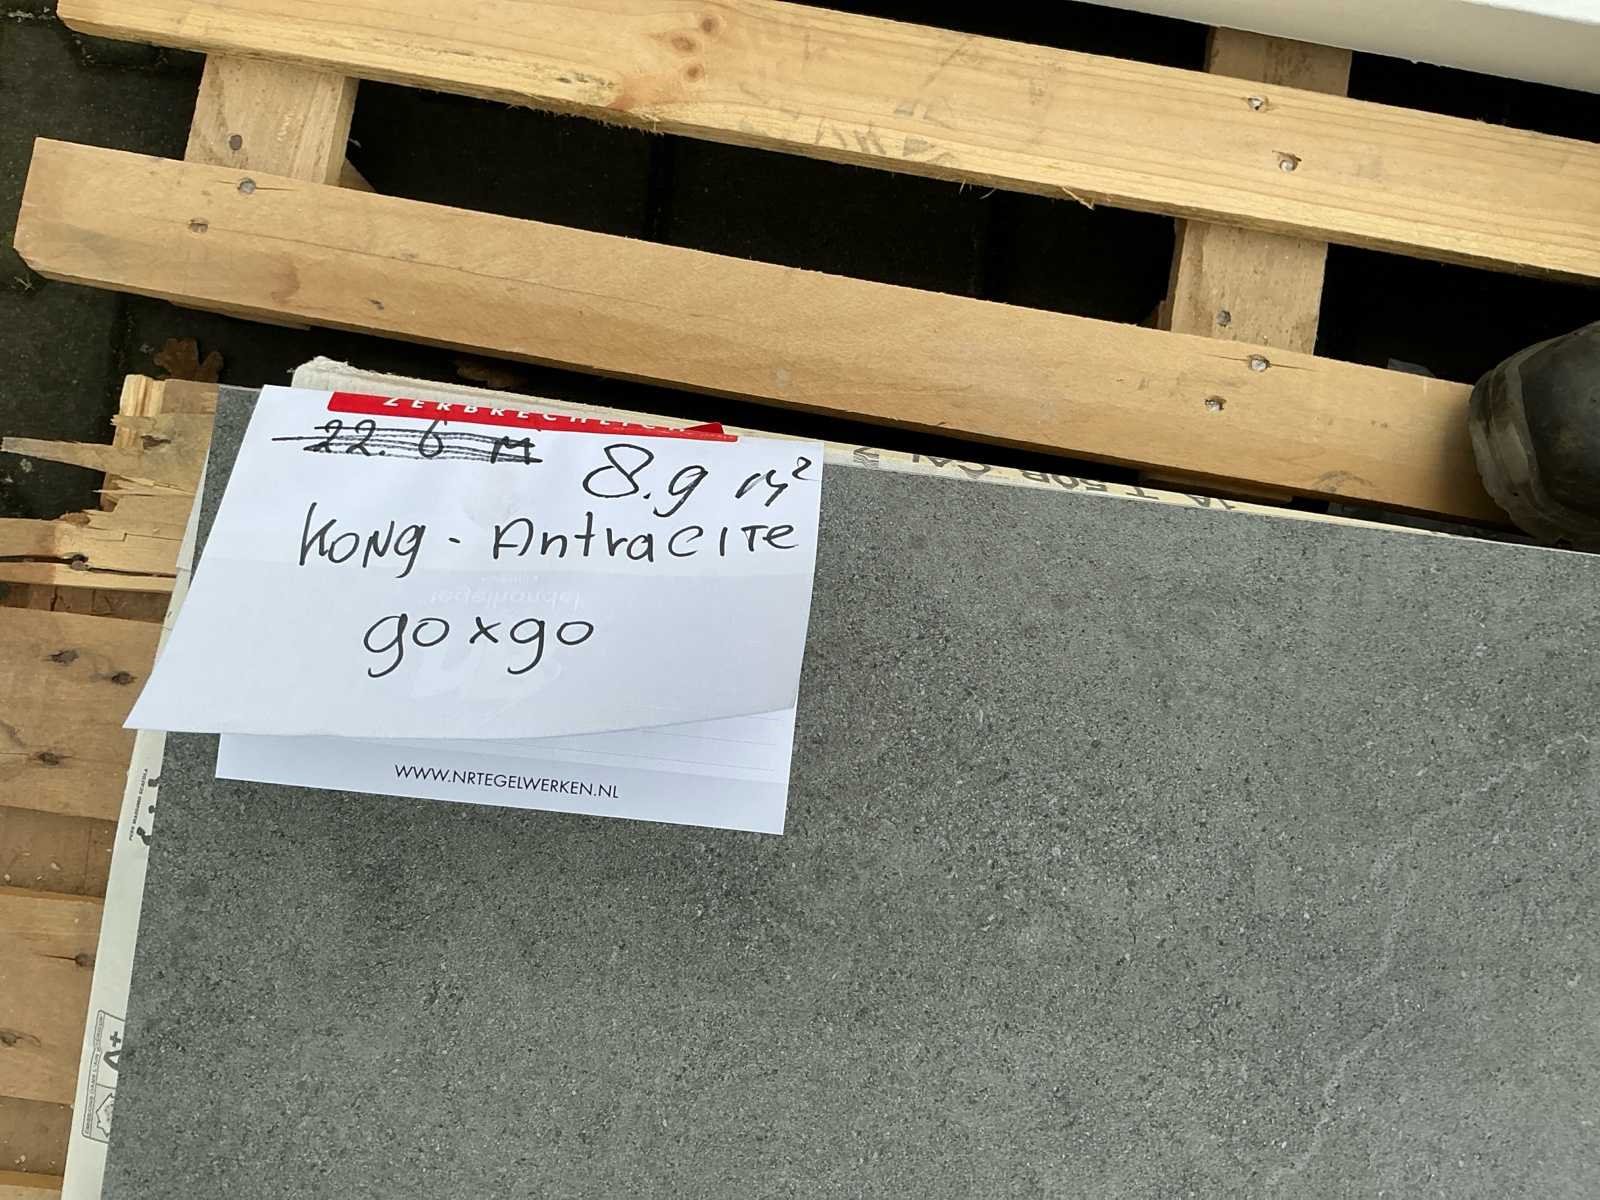 ZERBRECHLICH
22.6 M
8.9 m²
KONG - AntraCITe
90x90
WWW.NRTEGELWERKEN.NL
A+